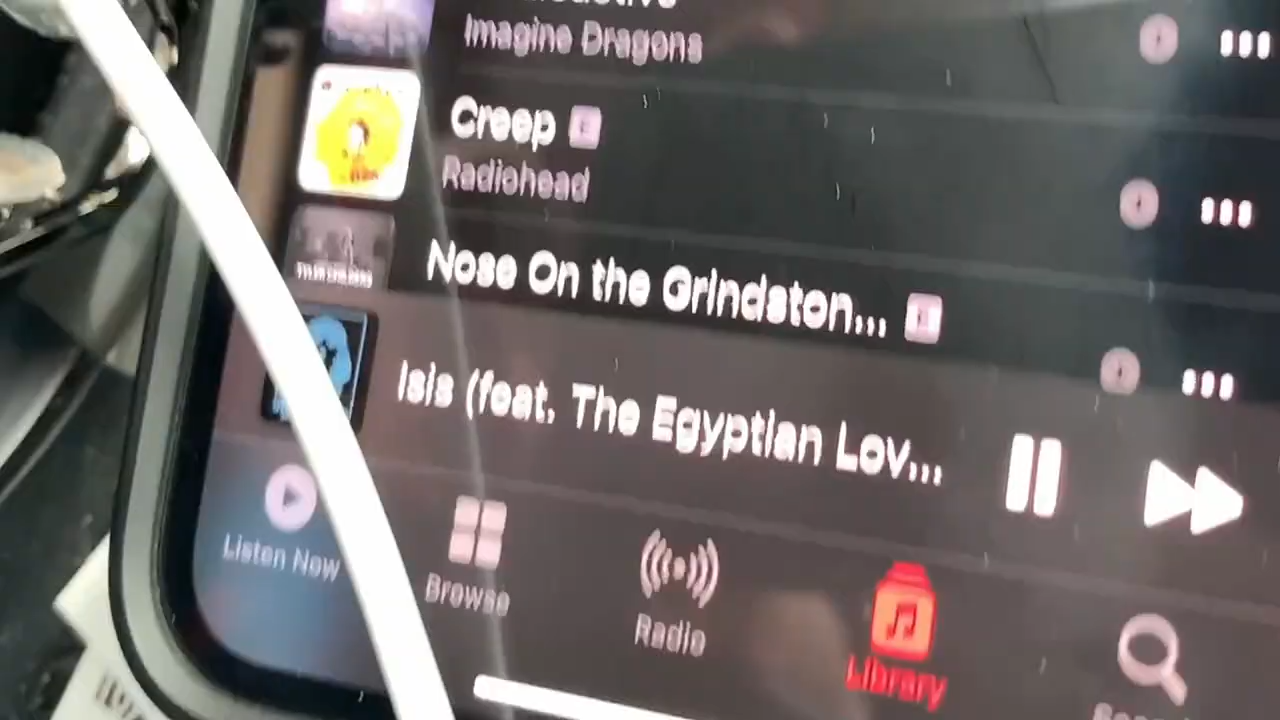 Imagine Dragons
Creep E
Radiohead
Nose On the Grindston... E
Isis (feat. The Egyptian Lov...
Listen Now
Browse
Radio
Library